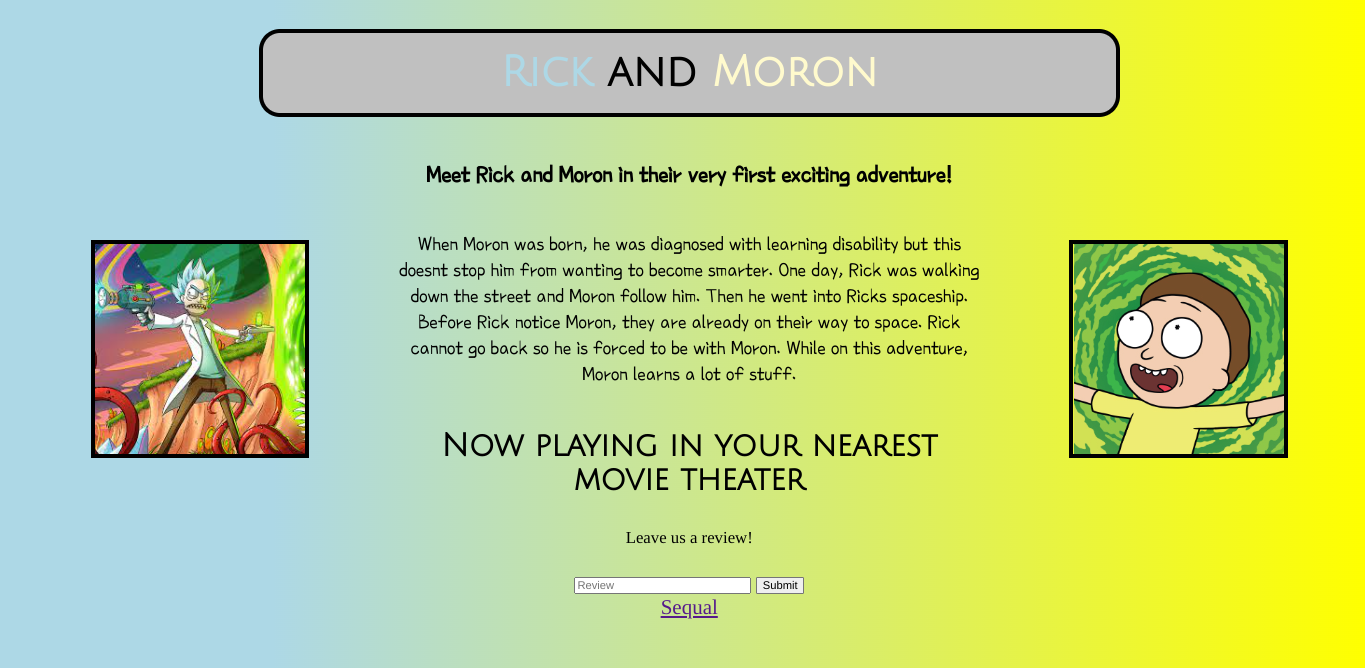 Rick and Moron
Meet Rick and Moron in their very first exciting adventure!
When Moron was born, he was diagnosed with learning disability but this
doesnt stop him from wanting to become smarter. One day, Rick was walking
down the street and Moron follow him. Then he went into Ricks spaceship.
Before Rick notice Moron, they are already on their way to space. Rick
cannot go back so he is forced to be with Moron. While on this adventure,
Moron learns a lot of stuff.
Now playing in your nearest
movie theater
Leave us a review!
Review Submit
Sequal